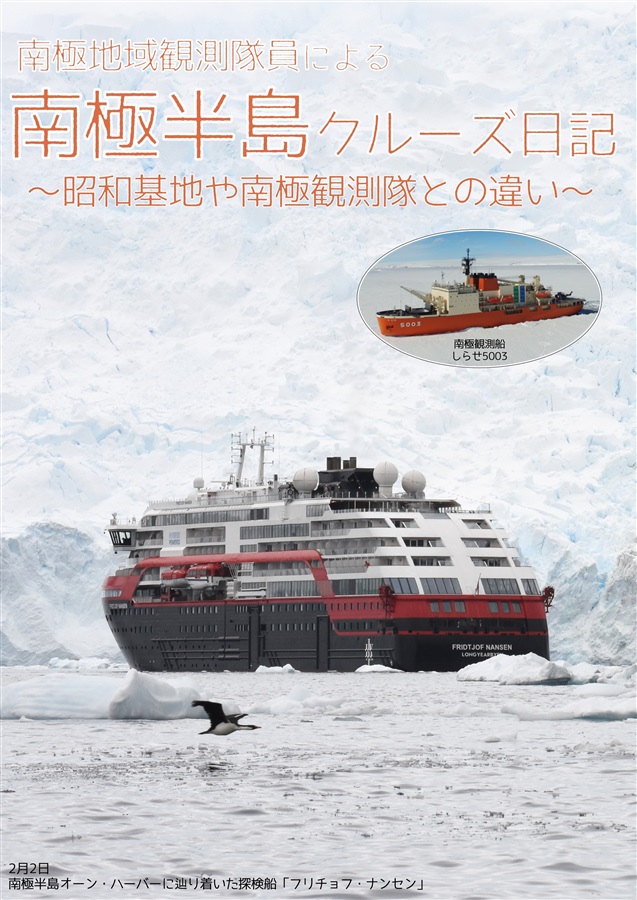 南極地域観測隊員による
南極半島クルーズ日記
～昭和基地や南極観測隊との違い～
5003
南極観測船
しらせ5003
FRIDTJOF NANSEN
2月2日
南極半島オーン・ハーバーに辿り着いた探検船「フリチョフ・ナンセン」